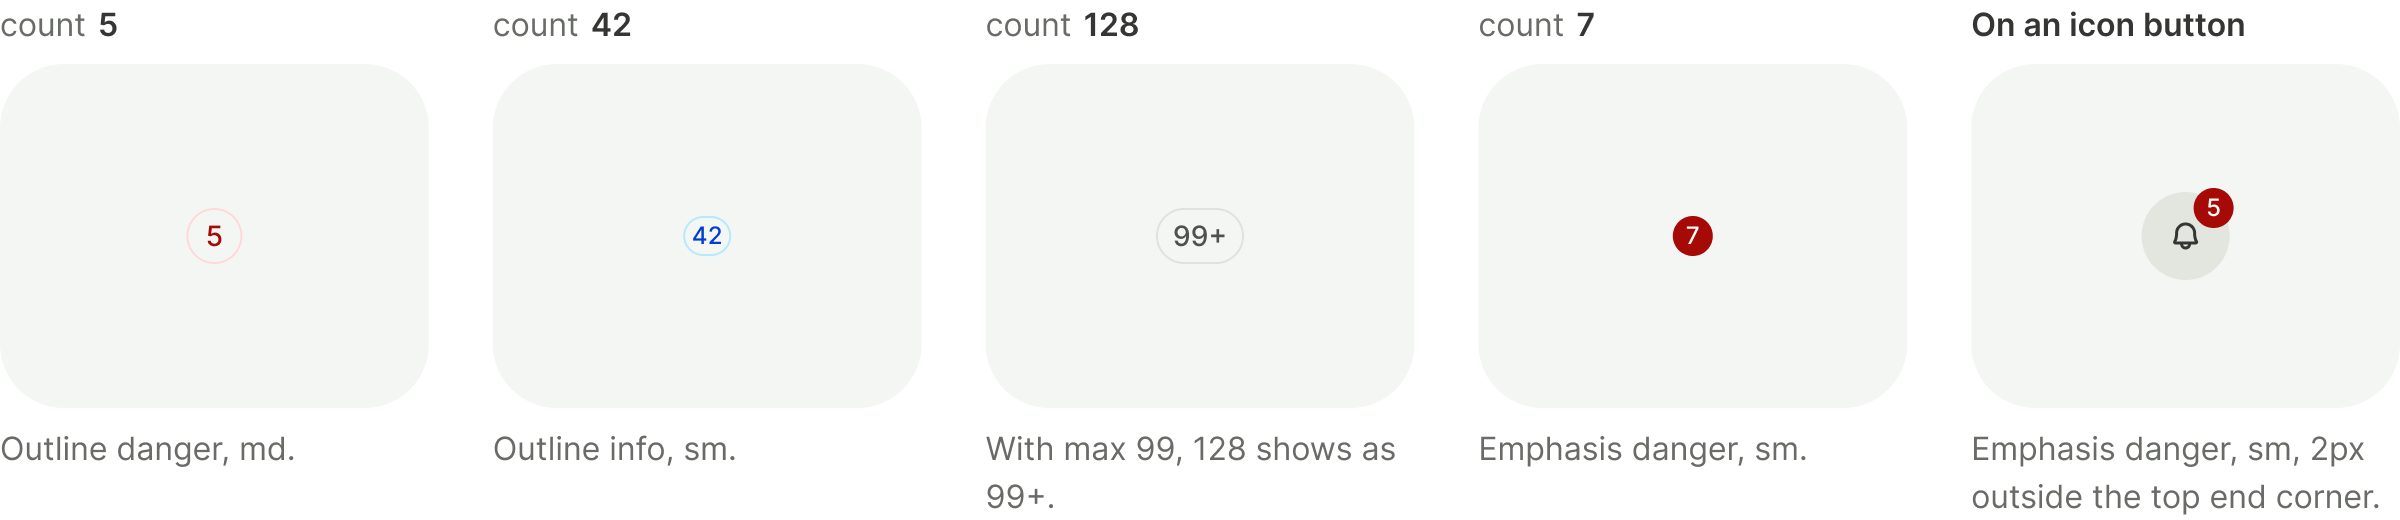 count 5
5
Outline danger, md.
count 42
42
Outline info, sm.
count 128
99+
With max 99, 128 shows as
99+.
count 7
7
Emphasis danger, sm.
On an icon button
5
Emphasis danger, sm, 2px
outside the top end corner.